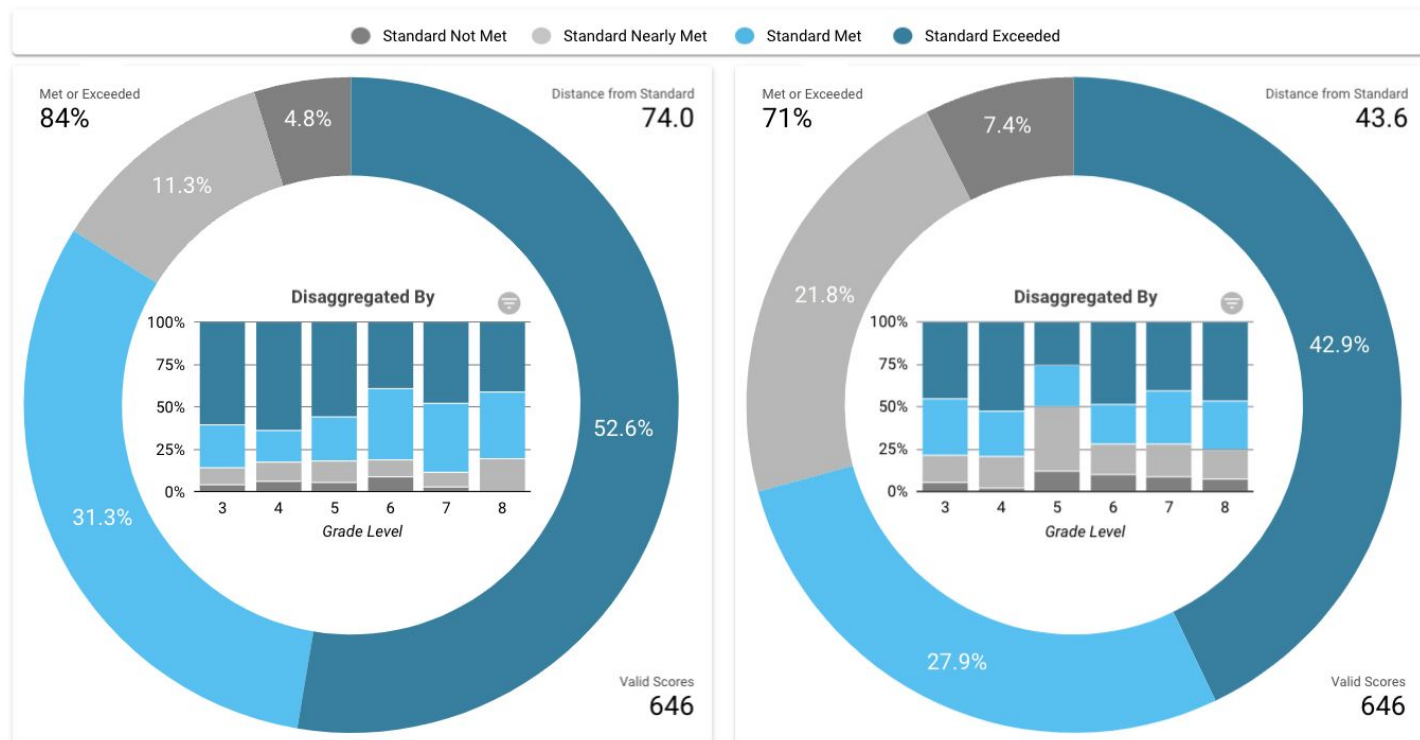 Standard Not Met Standard Nearly Met Standard Met Standard Exceeded
Met or Exceeded
84%
Distance from Standard
74.0
4.8%
11.3%
31.3%
52.6%
Disaggregated By
100%
75%
50%
25%
0%
3 4 5 6 7 8
Grade Level
Valid Scores
646
Met or Exceeded
71%
Distance from Standard
43.6
7.4%
21.8%
42.9%
27.9%
Disaggregated By
100%
75%
50%
25%
0%
3 4 5 6 7 8
Grade Level
Valid Scores
646